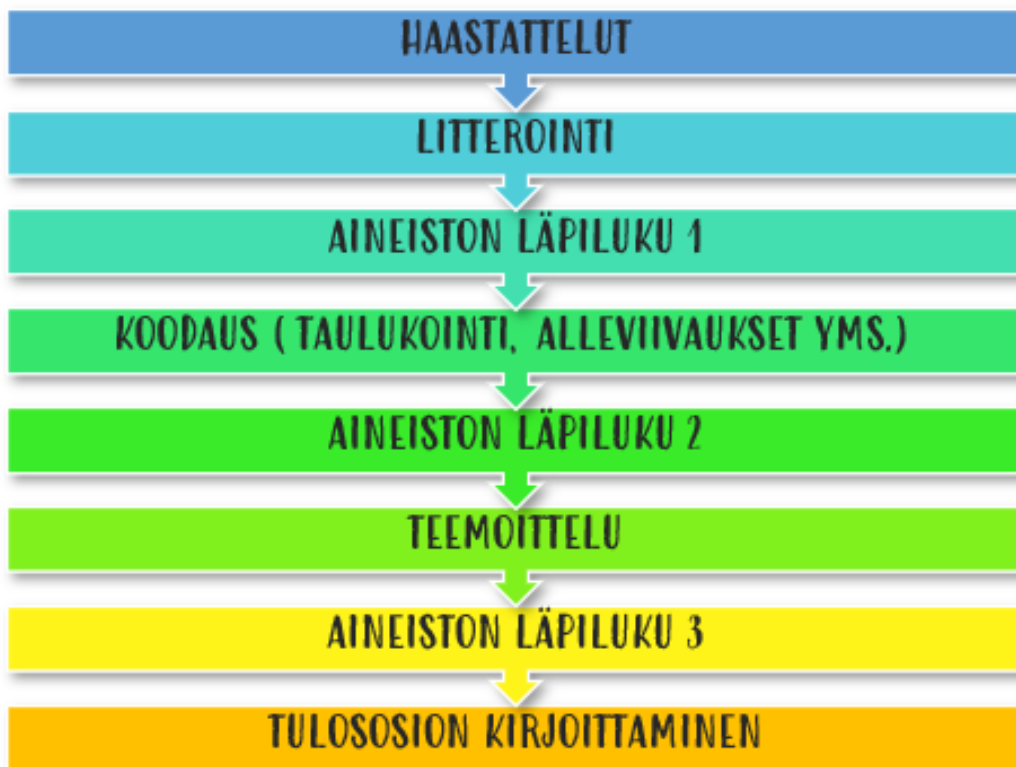 HAASTATTELUT
LITTEROINTI
AINEISTON LÄPILUKU 1
KOODAUS ( TAULUKOINTI, ALLEVIIVAUKSET YMS.)
AINEISTON LÄPILUKU 2
TEEMOITTELU
AINEISTON LÄPILUKU 3
TULOSOSION KIRJOITTAMINEN